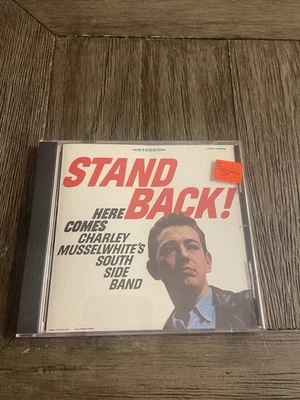 STEREO
STAND
BACK!
HERE
COMES
CHARLEY
MUSSELWHITE'S
SOUTH
SIDE
BAND